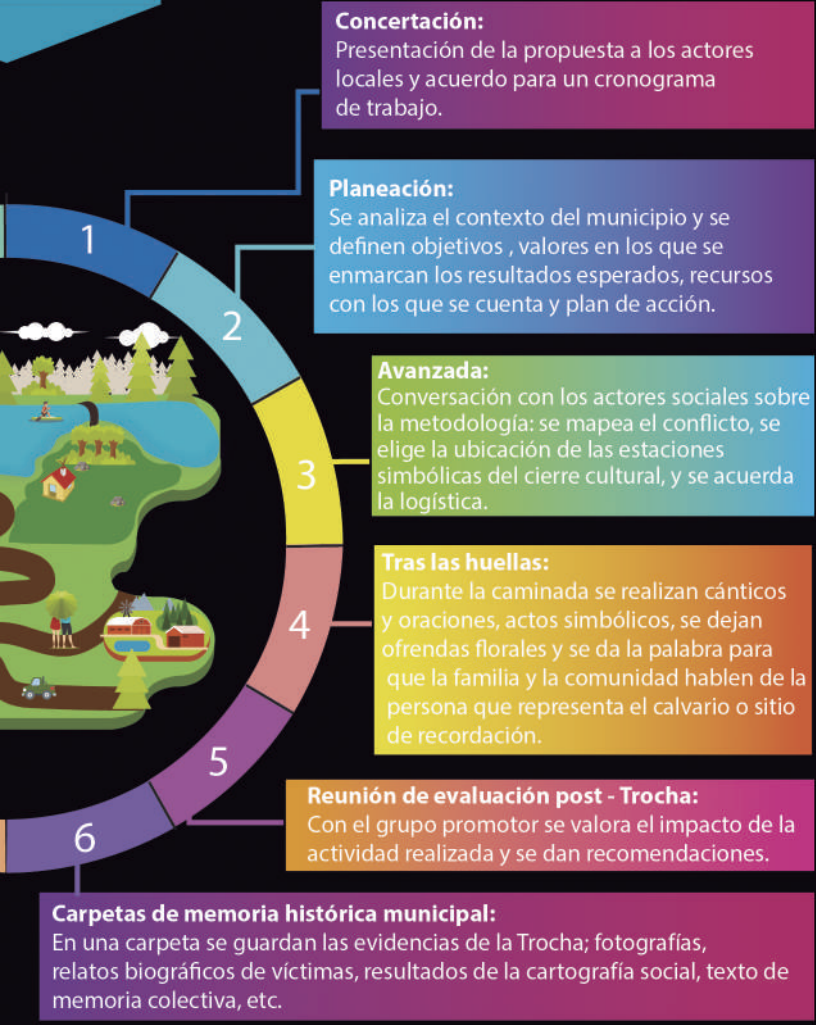 Concertación:
Presentación de la propuesta a los actores
locales y acuerdo para un cronograma
de trabajo.
1
Planeación:
Se analiza el contexto del municipio y se
definen objetivos , valores en los que se
enmarcan los resultados esperados, recursos
con los que se cuenta y plan de acción.
2
Avanzada:
Conversación con los actores sociales sobre
la metodología: se mapea el conflicto, se
elige la ubicación de las estaciones
simbólicas del cierre cultural, y se acuerda
la logística.
3
Tras las huellas:
Durante la caminada se realizan cánticos
y oraciones, actos simbólicos, se dejan
ofrendas florales y se da la palabra para
que la familia y la comunidad hablen de la
persona que representa el calvario o sitio
de recordación.
4
Reunión de evaluación post - Trocha:
Con el grupo promotor se valora el impacto de la
actividad realizada y se dan recomendaciones.
5
6
Carpetas de memoria histórica municipal:
En una carpeta se guardan las evidencias de la Trocha; fotografías,
relatos biográficos de víctimas, resultados de la cartografía social, texto de
memoria colectiva, etc.